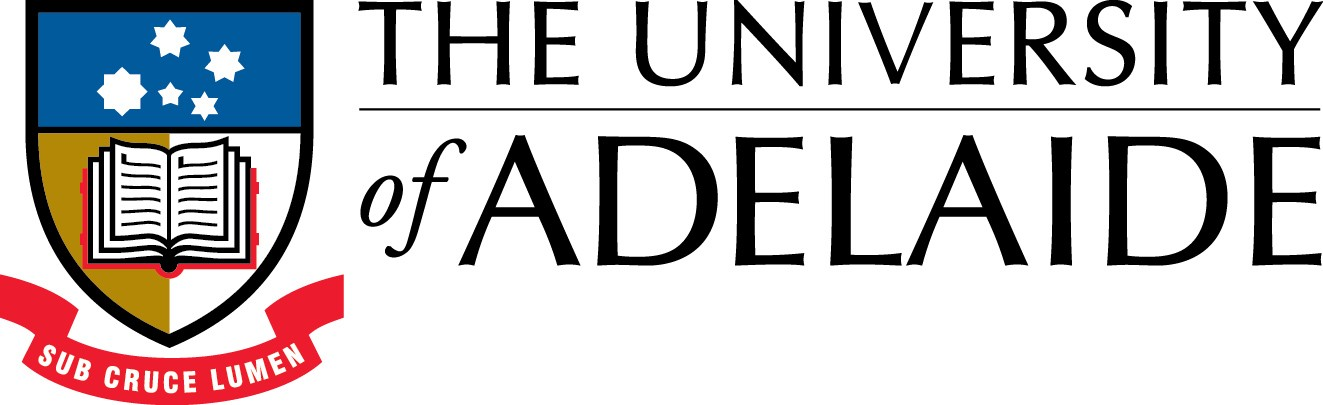 THE UNIVERSITY
of ADELAIDE
SUB CRUCE LUMEN